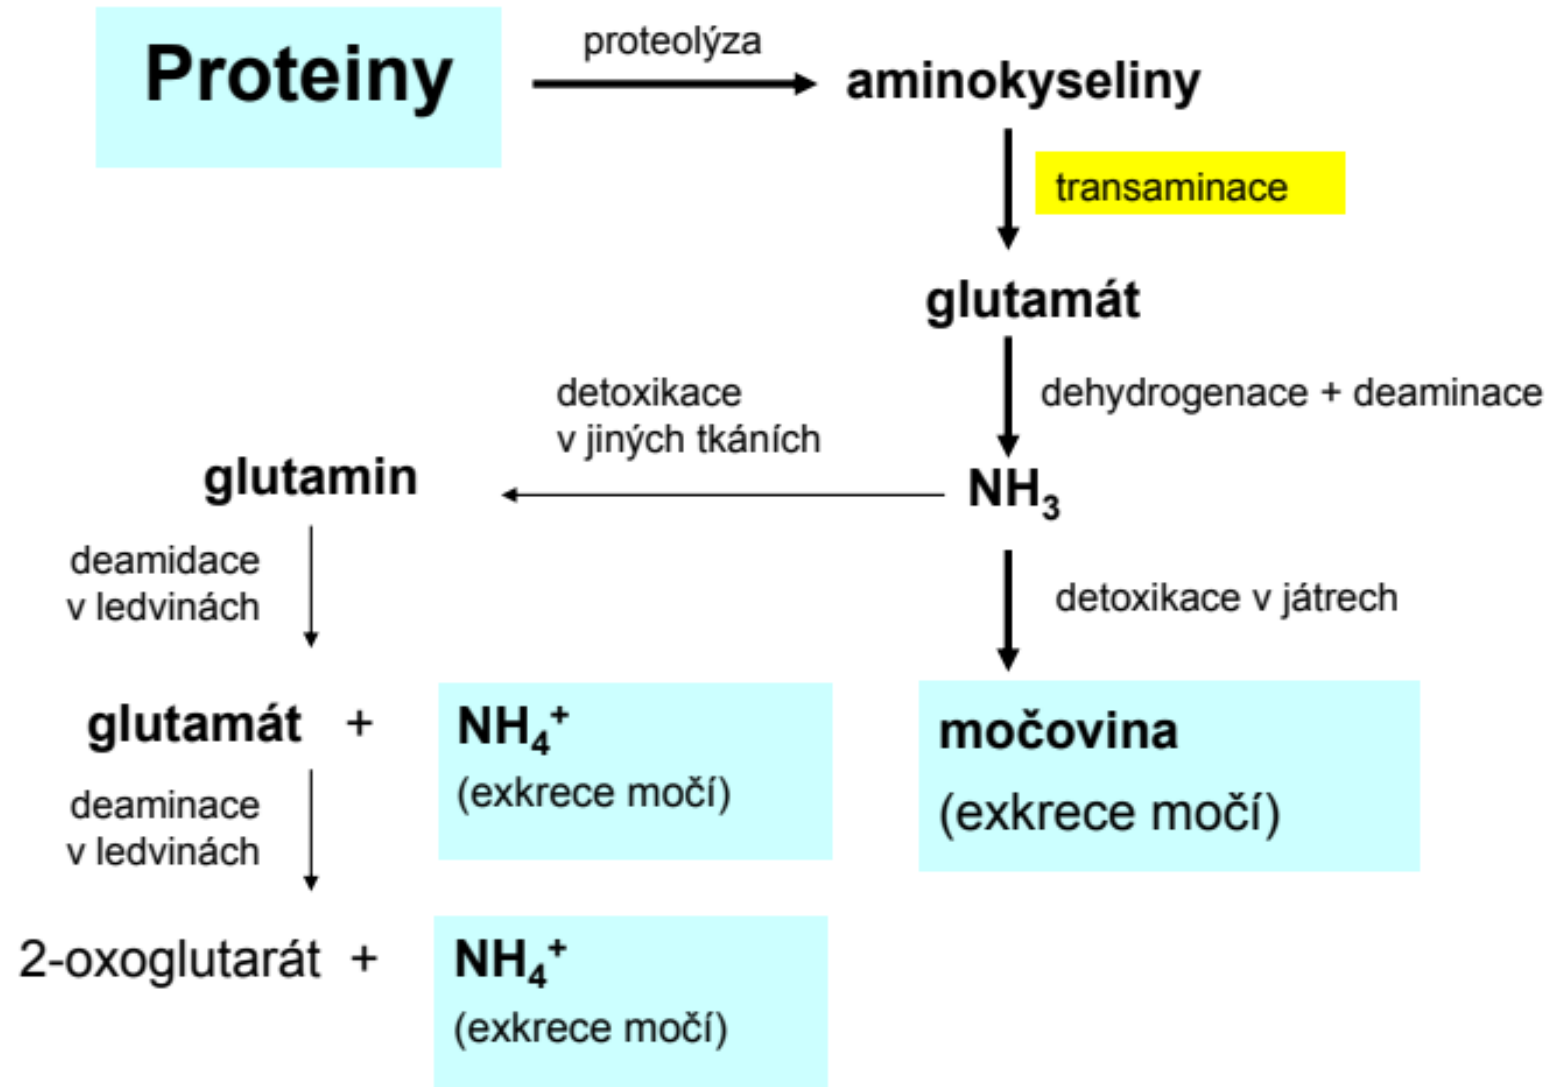 Proteiny
proteolýza
aminokyseliny
transaminace
glutamát
dehydrogenace + deaminace
detoxikace
v jiných tkáních
glutamin
NH₃
deamidace
v ledvinách
detoxikace v játrech
glutamát +
NH₄⁺
(exkrece močí)
močovina
(exkrece močí)
deaminace
v ledvinách
2-oxoglutarát +
NH₄⁺
(exkrece močí)